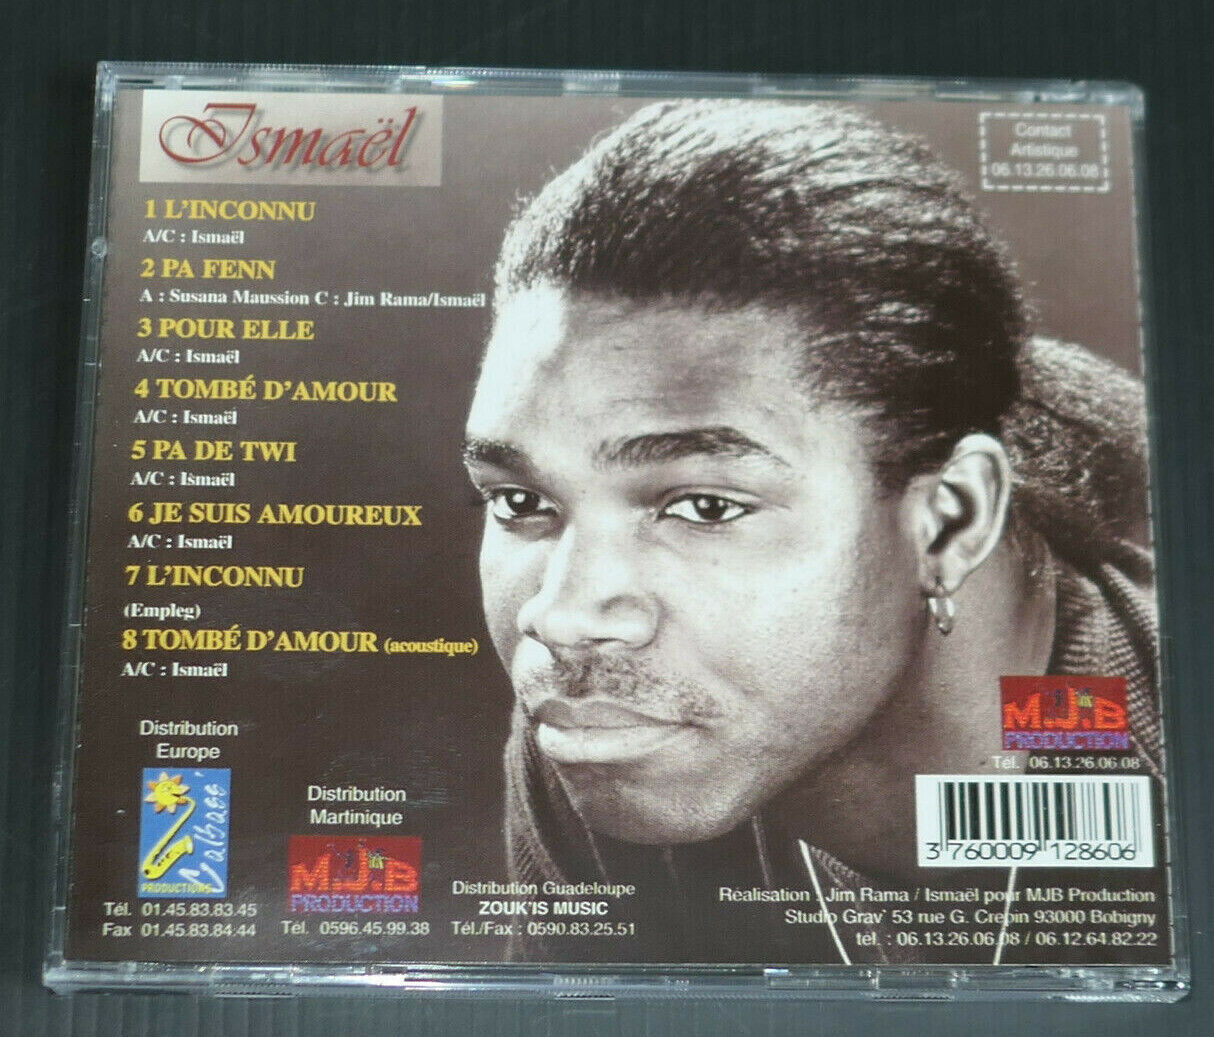 Ismaël
Contact
Artistique
06.13.26.06.08
1 L'INCONNU
A/C : Ismaël
2 PA FENN
A : Susana Maussion C : Jim Rama/Ismaël
3 POUR ELLE
A/C : Ismaël
4 TOMBÉ D'AMOUR
A/C : Ismaël
5 PA DE TWI
A/C : Ismaël
6 JE SUIS AMOUREUX
A/C : Ismaël
7 L'INCONNU
(Empleg)
8 TOMBÉ D'AMOUR (acoustique)
A/C : Ismaël
Distribution
Europe
PRODUCTIONS
Tél. 01.45.83.83.45
Fax 01.45.83.84.44
Distribution
Martinique
M.J.B
PRODUCTION
Tél. 0596.45.99.38
Distribution Guadeloupe
ZOUK'IS MUSIC
Tél./Fax : 0590.83.25.51
M.J.B
PRODUCTION
Tél. 06.13.26.06.08
3 760009 128606
Réalisation : Jim Rama / Ismaël pour MJB Production
Studio Grav' 53 rue G. Crepin 93000 Bobigny
tél. : 06.13.26.06.08 / 06.12.64.82.22